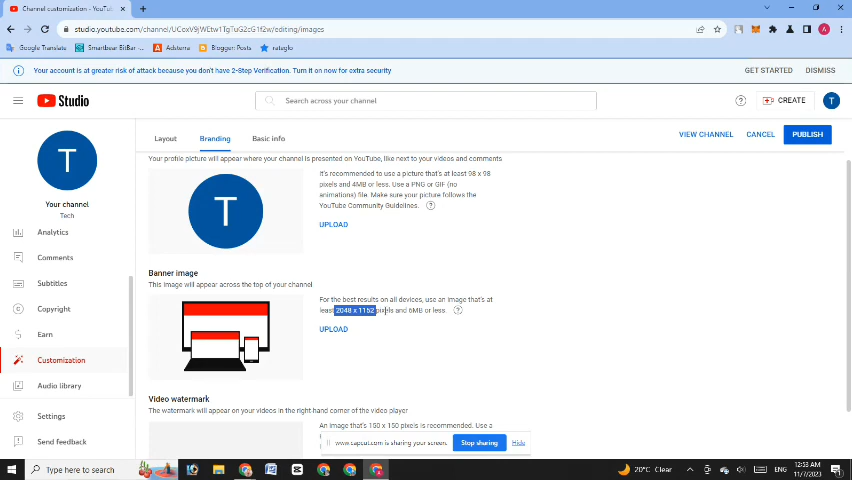 Channel customization - YouTube
studio.youtube.com/channel/UCoxV9jWEtw1TgTuG2cG1f2w/editing/images
Google Translate
Smartbear BitBar -...
Adsterra
Blogger: Posts
rateglo
Your account is at greater risk of attack because you don't have 2-Step Verification. Turn it on now for extra security
GET STARTED
DISMISS
Studio
Search across your channel
CREATE
T
T
Your channel
Tech
Analytics
Comments
Subtitles
Copyright
Earn
Customization
Audio library
Settings
Send feedback
Layout
Branding
Basic info
VIEW CHANNEL
CANCEL
PUBLISH
Your profile picture will appear where your channel is presented on YouTube, like next to your videos and comments
T
It's recommended to use a picture that's at least 98 x 98
pixels and 4MB or less. Use a PNG or GIF (no
animations) file. Make sure your picture follows the
YouTube Community Guidelines.
UPLOAD
Banner image
This image will appear across the top of your channel
For the best results on all devices, use an image that's at
least 2048 x 1152 pixels and 6MB or less.
UPLOAD
Video watermark
The watermark will appear on your videos in the right-hand corner of the video player
An image that's 150 x 150 pixels is recommended. Use a
www.capcut.com is sharing your screen.
Stop sharing
Hide
Type here to search
20°C Clear
ENG
12:53 AM
11/7/2023